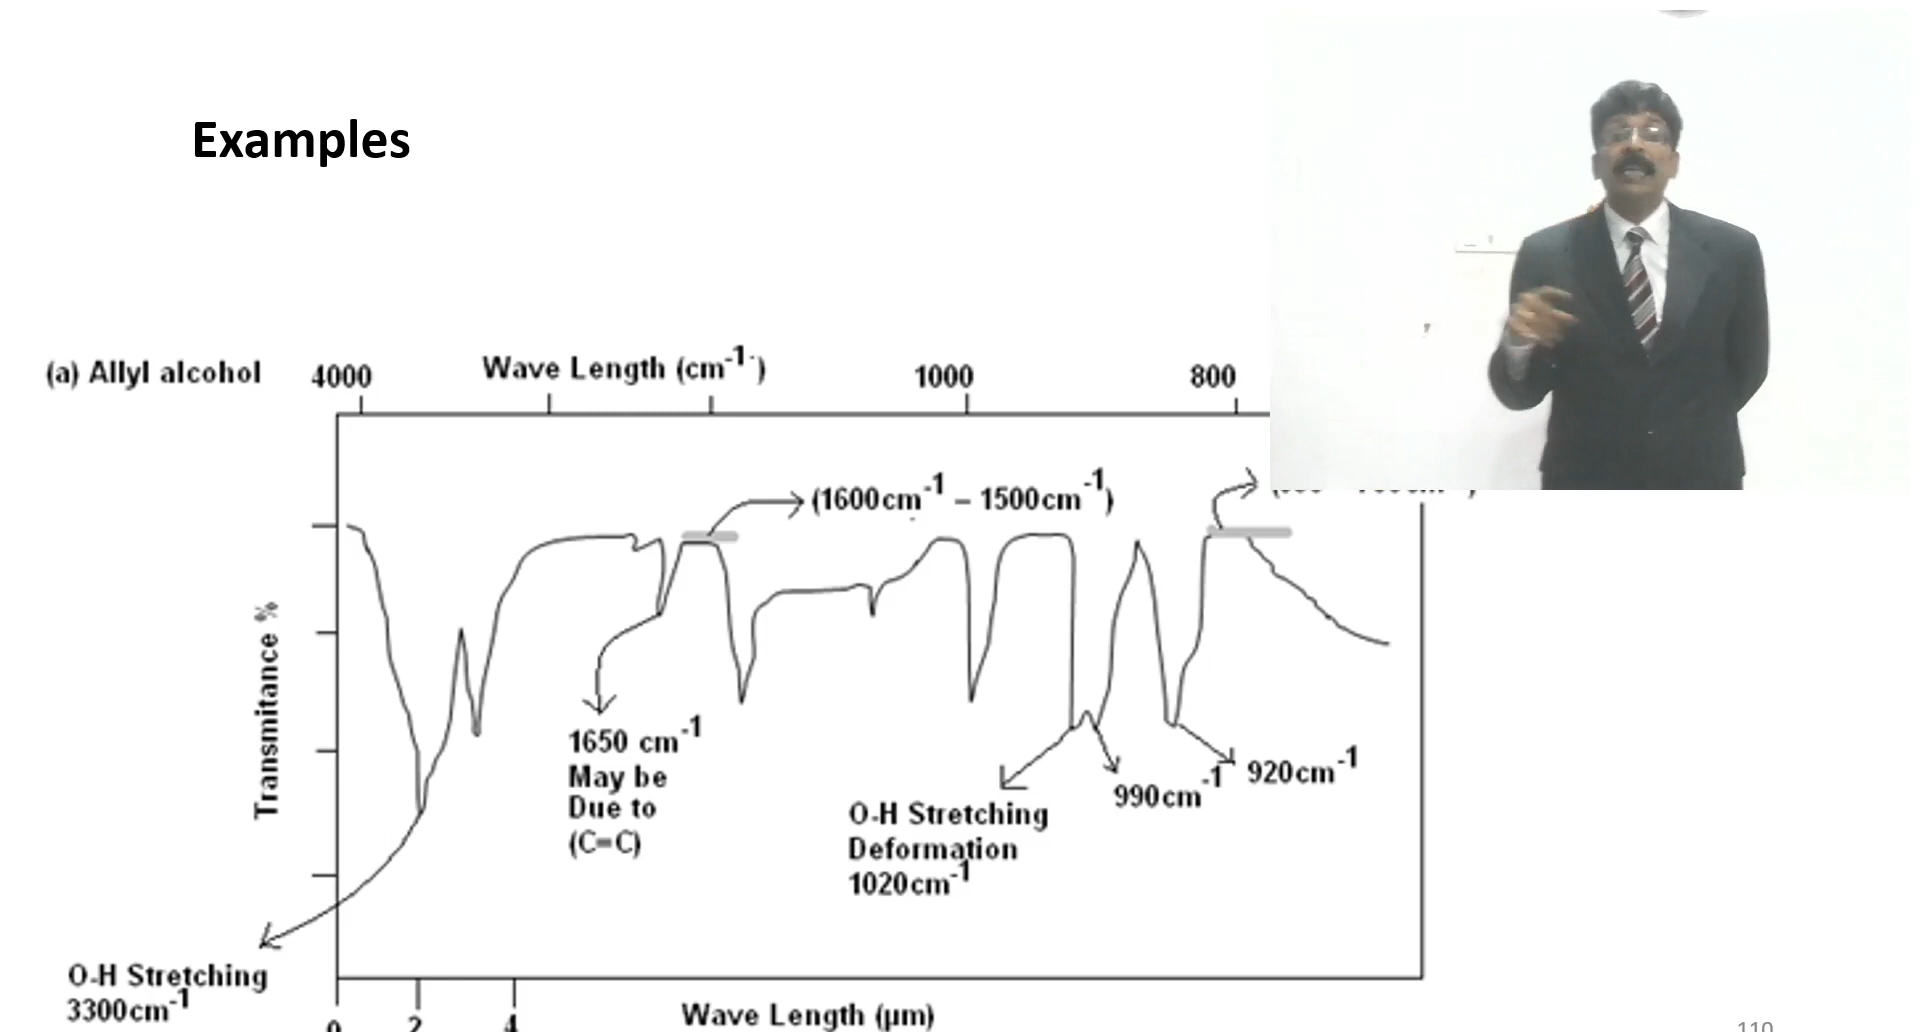 Examples
(a) Allyl alcohol
4000
Wave Length (cm⁻¹·)
1000
800
(1600cm⁻¹ – 1500cm⁻¹)
Transmitance %
1650 cm⁻¹
May be
Due to
(C=C)
O-H Stretching
Deformation
1020cm⁻¹
990cm⁻¹
920cm⁻¹
O-H Stretching
3300cm⁻¹
0
2
4
Wave Length (µm)
110